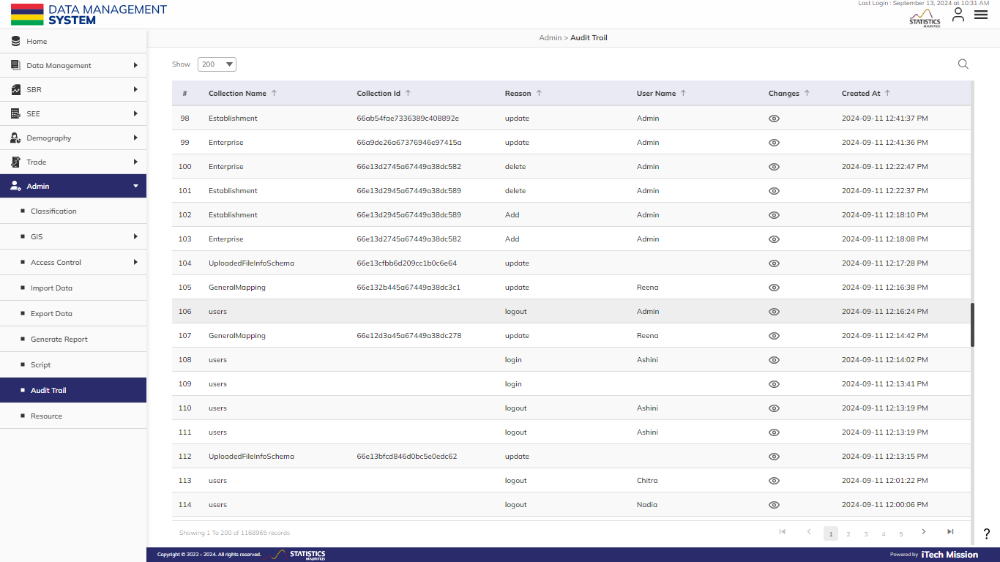 DATA MANAGEMENT
SYSTEM
Last Login : September 13, 2024 at 10:31 AM
STATISTICS
MAURITIUS
Home
Data Management
SBR
SEE
Demography
Trade
Admin
Classification
GIS
Access Control
Import Data
Export Data
Generate Report
Script
Audit Trail
Resource
Admin > Audit Trail
Show 200
# Collection Name Collection Id Reason User Name Changes Created At
98 Establishment 66ab54fae7336389c408892e update Admin 2024-09-11 12:41:37 PM
99 Enterprise 66a9de26a67376946e97415a update Admin 2024-09-11 12:41:36 PM
100 Enterprise 66e13d2745a67449a38dc582 delete Admin 2024-09-11 12:22:47 PM
101 Establishment 66e13d2945a67449a38dc589 delete Admin 2024-09-11 12:22:37 PM
102 Establishment 66e13d2945a67449a38dc589 Add Admin 2024-09-11 12:18:10 PM
103 Enterprise 66e13d2745a67449a38dc582 Add Admin 2024-09-11 12:18:08 PM
104 UploadedFileInfoSchema 66e13cfbb6d209cc1b0c6e64 update 2024-09-11 12:17:28 PM
105 GeneralMapping 66e132b445a67449a38dc3c1 update Reena 2024-09-11 12:16:38 PM
106 users logout Admin 2024-09-11 12:16:24 PM
107 GeneralMapping 66e12d3a45a67449a38dc278 update Reena 2024-09-11 12:14:42 PM
108 users login Ashini 2024-09-11 12:14:02 PM
109 users login 2024-09-11 12:13:41 PM
110 users logout Ashini 2024-09-11 12:13:19 PM
111 users logout Ashini 2024-09-11 12:13:19 PM
112 UploadedFileInfoSchema 66e13bfcd846d0bc5e0edc62 update 2024-09-11 12:13:15 PM
113 users logout Chitra 2024-09-11 12:01:22 PM
114 users logout Nadia 2024-09-11 12:00:06 PM
Showing 1 To 200 of 1168965 records
1 2 3 4 5
?
Copyright © 2022 - 2024. All rights reserved.
STATISTICS
MAURITIUS
Powered by iTech Mission